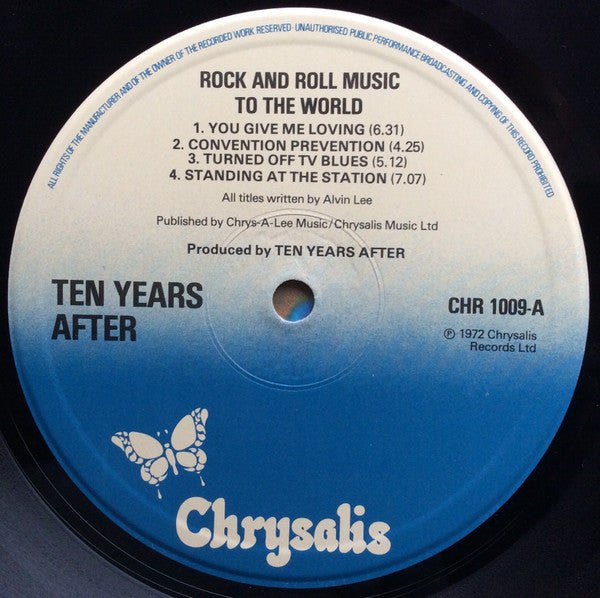 ALL RIGHTS OF THE MANUFACTURER AND OF THE OWNER OF THE RECORDED WORK RESERVED · UNAUTHORISED PUBLIC PERFORMANCE BROADCASTING AND COPYING OF THIS RECORD PROHIBITED
ROCK AND ROLL MUSIC
TO THE WORLD
1. YOU GIVE ME LOVING (6.31)
2. CONVENTION PREVENTION (4.25)
3. TURNED OFF TV BLUES (5.12)
4. STANDING AT THE STATION (7.07)
All titles written by Alvin Lee
Published by Chrys-A-Lee Music/Chrysalis Music Ltd
Produced by TEN YEARS AFTER
TEN YEARS
AFTER
CHR 1009-A
℗ 1972 Chrysalis
Records Ltd
Chrysalis